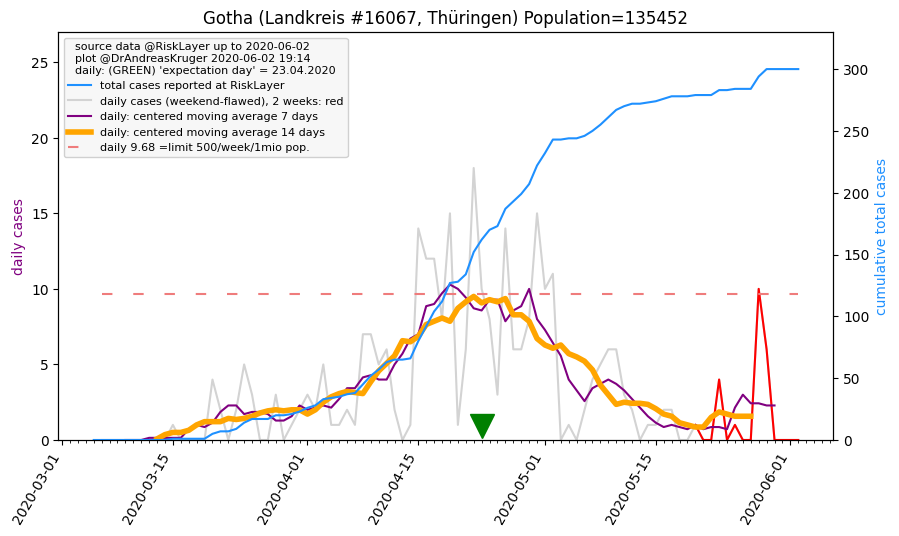 Gotha (Landkreis #16067, Thüringen) Population=135452
source data @RiskLayer up to 2020-06-02
plot @DrAndreasKruger 2020-06-02 19:14
daily: (GREEN) 'expectation day' = 23.04.2020
total cases reported at RiskLayer
daily cases (weekend-flawed), 2 weeks: red
daily: centered moving average 7 days
daily: centered moving average 14 days
daily 9.68 =limit 500/week/1mio pop.
daily cases
25
20
15
10
5
0
cumulative total cases
300
250
200
150
100
50
0
2020-03-01
2020-03-15
2020-04-01
2020-04-15
2020-05-01
2020-05-15
2020-06-01